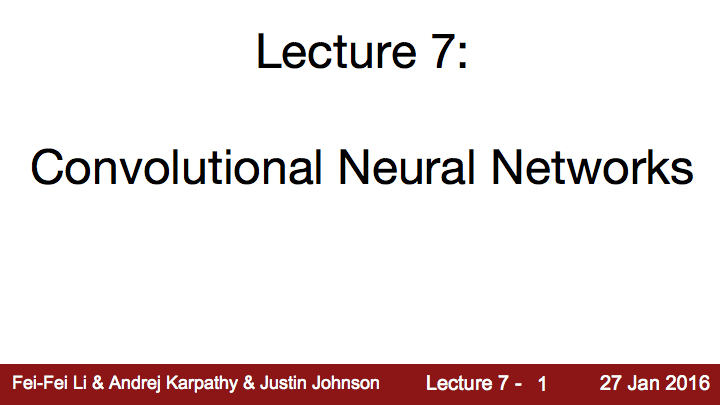 Lecture 7:
Convolutional Neural Networks
Fei-Fei Li & Andrej Karpathy & Justin Johnson Lecture 7 - 1 27 Jan 2016